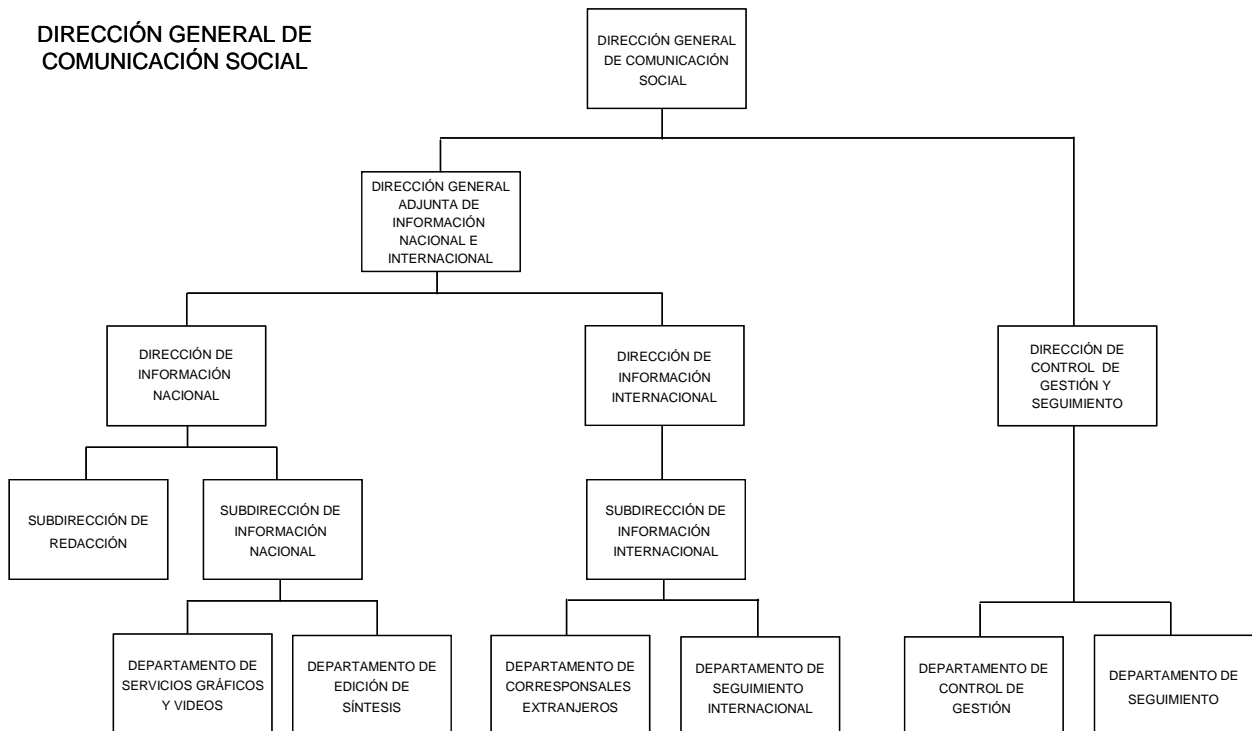 DIRECCIÓN GENERAL DE
COMUNICACIÓN SOCIAL
DIRECCIÓN GENERAL
DE COMUNICACIÓN
SOCIAL
DIRECCIÓN GENERAL
ADJUNTA DE
INFORMACIÓN
NACIONAL E
INTERNACIONAL
DIRECCIÓN DE
INFORMACIÓN
NACIONAL
DIRECCIÓN DE
INFORMACIÓN
INTERNACIONAL
DIRECCIÓN DE
CONTROL DE
GESTIÓN Y
SEGUIMIENTO
SUBDIRECCIÓN DE
REDACCIÓN
SUBDIRECCIÓN DE
INFORMACIÓN
NACIONAL
SUBDIRECCIÓN DE
INFORMACIÓN
INTERNACIONAL
DEPARTAMENTO DE
SERVICIOS GRÁFICOS
Y VIDEOS
DEPARTAMENTO DE
EDICIÓN DE
SÍNTESIS
DEPARTAMENTO DE
CORRESPONSALES
EXTRANJEROS
DEPARTAMENTO DE
SEGUIMIENTO
INTERNACIONAL
DEPARTAMENTO DE
CONTROL DE
GESTIÓN
DEPARTAMENTO DE
SEGUIMIENTO